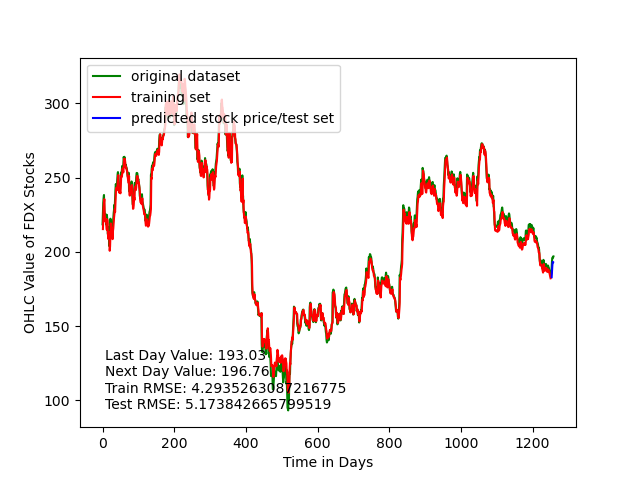 original dataset
training set
predicted stock price/test set
OHLC Value of FDX Stocks
300
250
200
150
100
Last Day Value: 193.03
Next Day Value: 196.76
Train RMSE: 4.2935263087216775
Test RMSE: 5.173842665799519
0 200 400 600 800 1000 1200
Time in Days